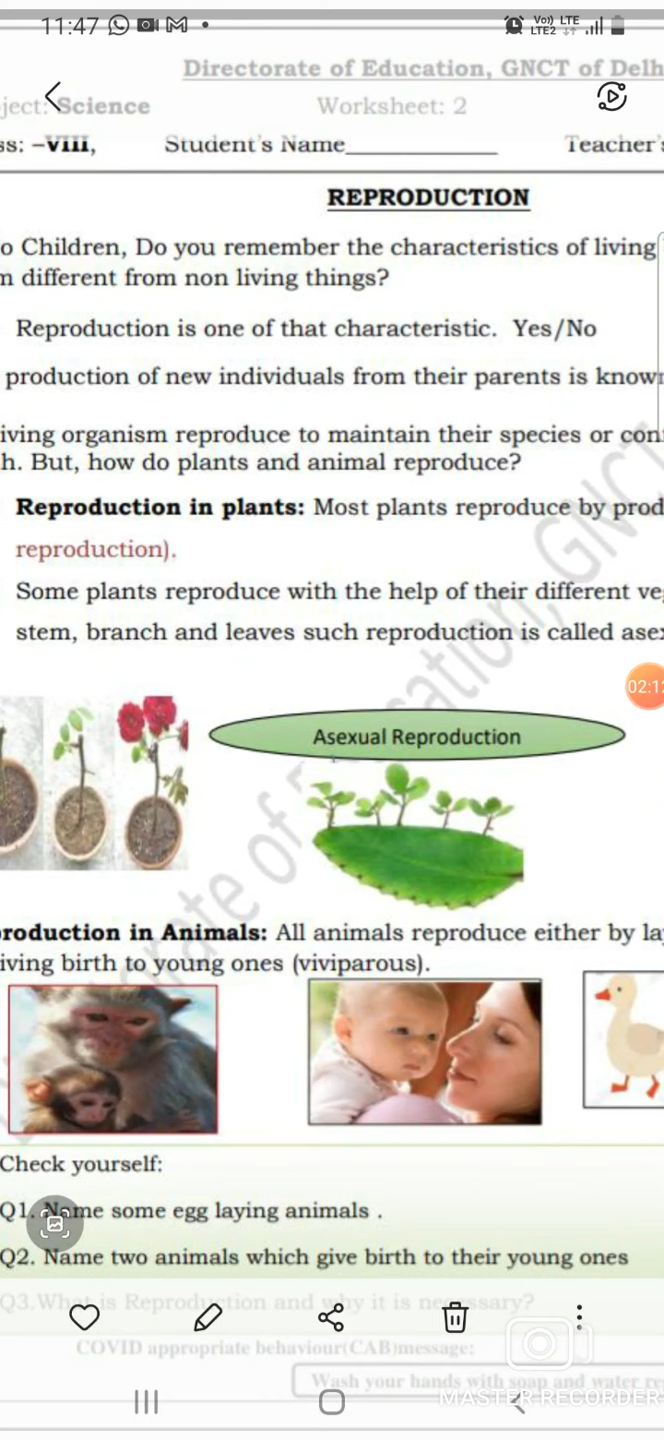 11:47
Vo)) LTE
LTE2
Directorate of Education, GNCT of Delh
ject: Science Worksheet: 2
ss: –VIII, Student's Name____________ Teacher's
REPRODUCTION
o Children, Do you remember the characteristics of living
m different from non living things?
Reproduction is one of that characteristic. Yes/No
production of new individuals from their parents is known
iving organism reproduce to maintain their species or con
h. But, how do plants and animal reproduce?
Reproduction in plants: Most plants reproduce by prod
reproduction).
Some plants reproduce with the help of their different ve
stem, branch and leaves such reproduction is called ase
02:12
Asexual Reproduction
production in Animals: All animals reproduce either by la
iving birth to young ones (viviparous).
Check yourself:
Q1. Name some egg laying animals .
Q2. Name two animals which give birth to their young ones
Q3.What is Reproduction and why it is necessary?
COVID appropriate behaviour(CAB)message:
Wash your hands with soap and water re
MASTER RECORDER